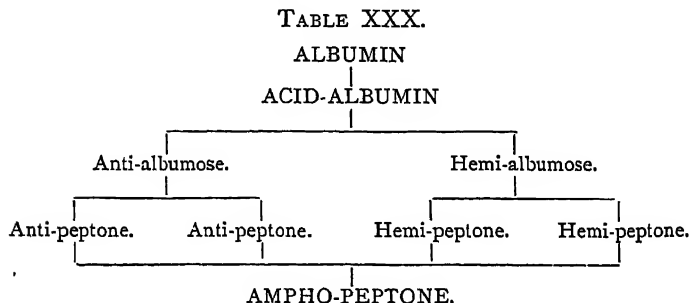 TABLE XXX.
ALBUMIN
ACID-ALBUMIN
Anti-albumose. Hemi-albumose.
Anti-peptone. Anti-peptone. Hemi-peptone. Hemi-peptone.
AMPHO-PEPTONE.